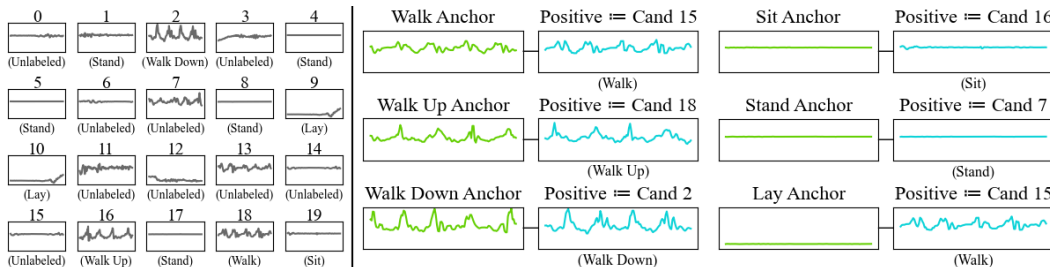 0 1 2 3 4
(Unlabeled) (Stand) (Walk Down) (Unlabeled) (Stand)
5 6 7 8 9
(Stand) (Unlabeled) (Unlabeled) (Stand) (Lay)
10 11 12 13 14
(Lay) (Unlabeled) (Unlabeled) (Unlabeled) (Unlabeled)
15 16 17 18 19
(Unlabeled) (Walk Up) (Stand) (Walk) (Sit)
Walk Anchor Positive ≔ Cand 15
(Walk)
Sit Anchor Positive ≔ Cand 16
(Sit)
Walk Up Anchor Positive ≔ Cand 18
(Walk Up)
Stand Anchor Positive ≔ Cand 7
(Stand)
Walk Down Anchor Positive ≔ Cand 2
(Walk Down)
Lay Anchor Positive ≔ Cand 15
(Walk)